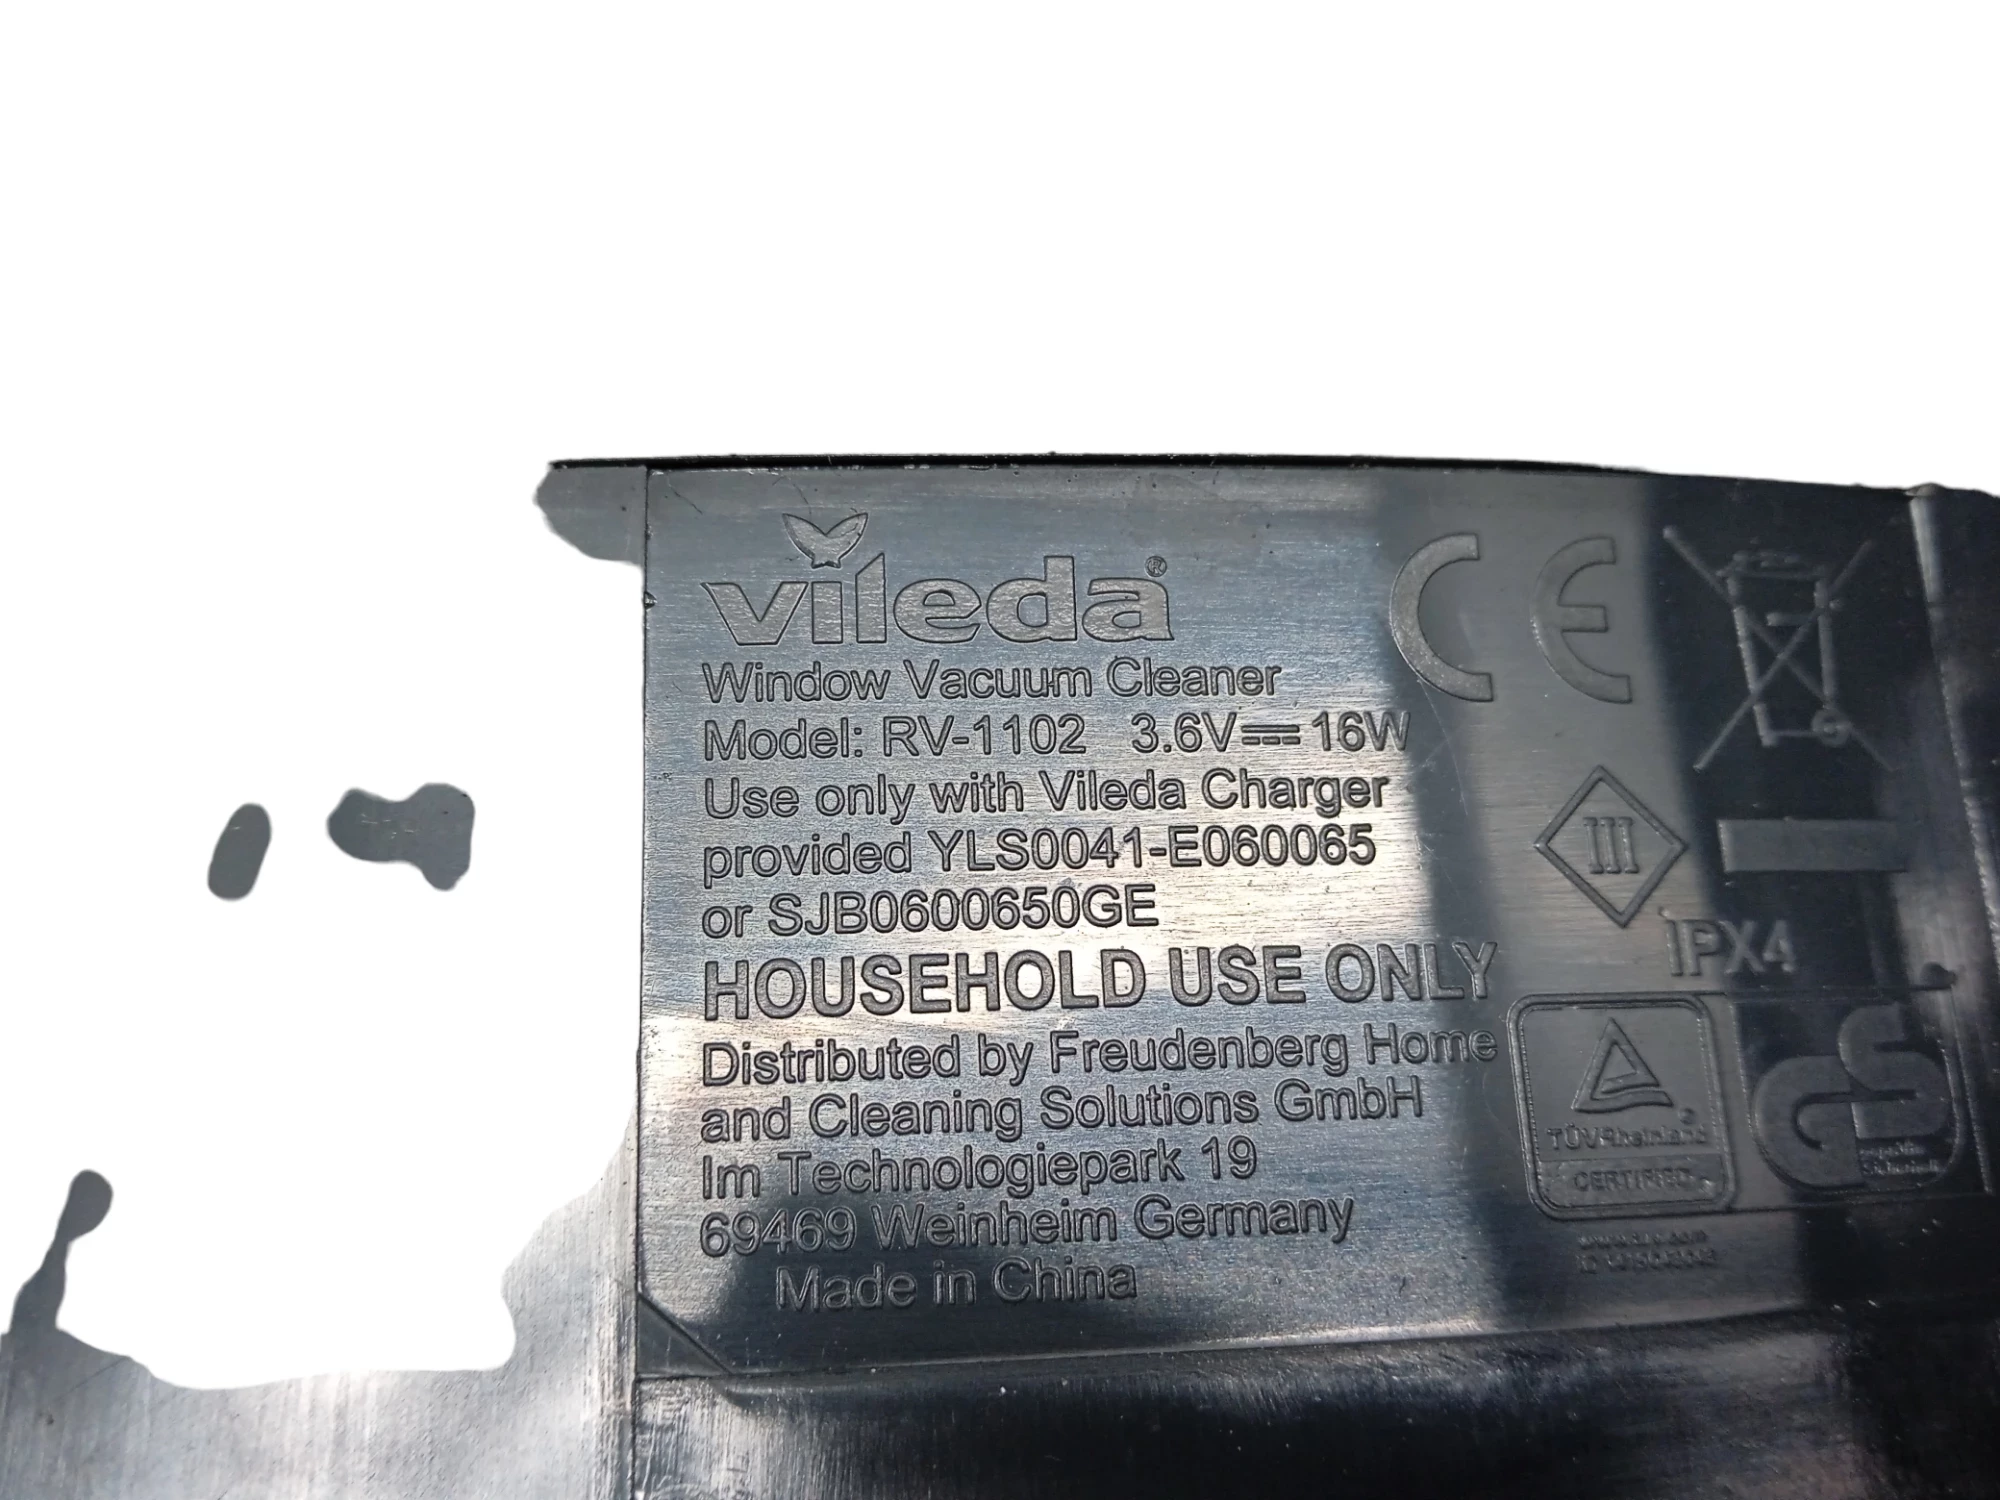 vileda®
Window Vacuum Cleaner
Model: RV-1102 3.6V⎓16W
Use only with Vileda Charger
provided YLS0041-E060065
or SJB0600650GE
HOUSEHOLD USE ONLY
Distributed by Freudenberg Home
and Cleaning Solutions GmbH
Im Technologiepark 19
69469 Weinheim Germany
Made in China
CE
III
IPX4
TÜVRheinland
CERTIFIED
GS